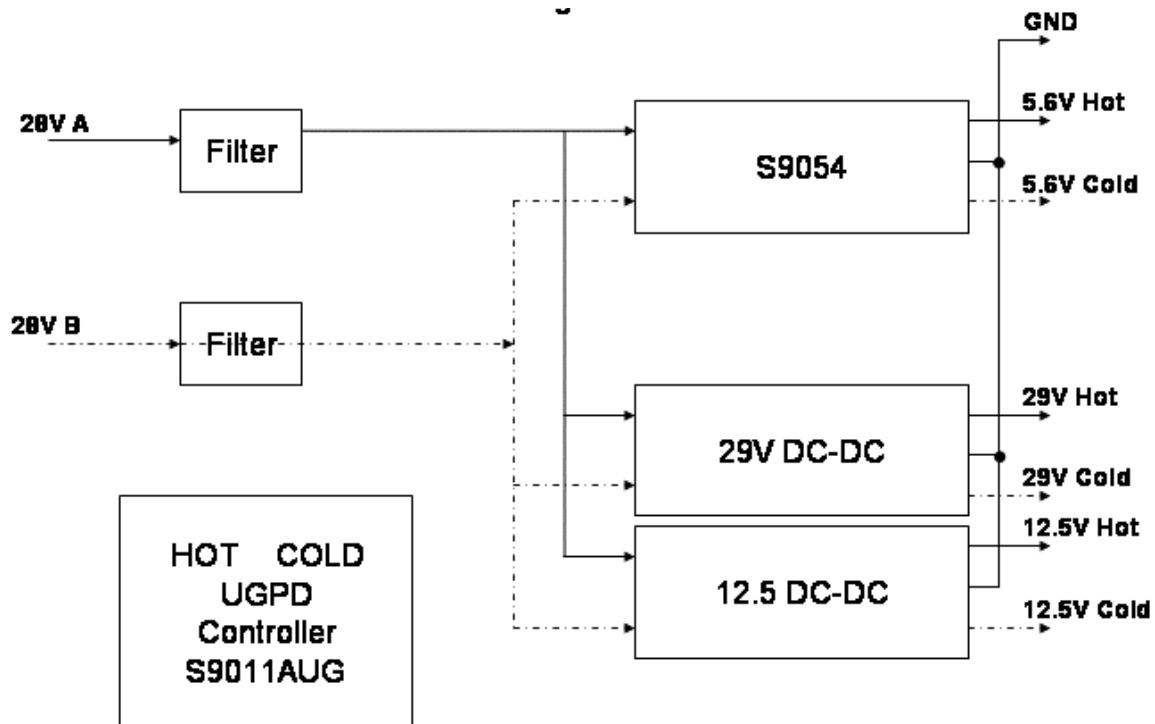 GND
28V A
Filter
S9054
5.6V Hot
5.6V Cold
28V B
Filter
29V DC-DC
29V Hot
29V Cold
12.5 DC-DC
12.5V Hot
12.5V Cold
HOT COLD
UGPD
Controller
S9011AUG